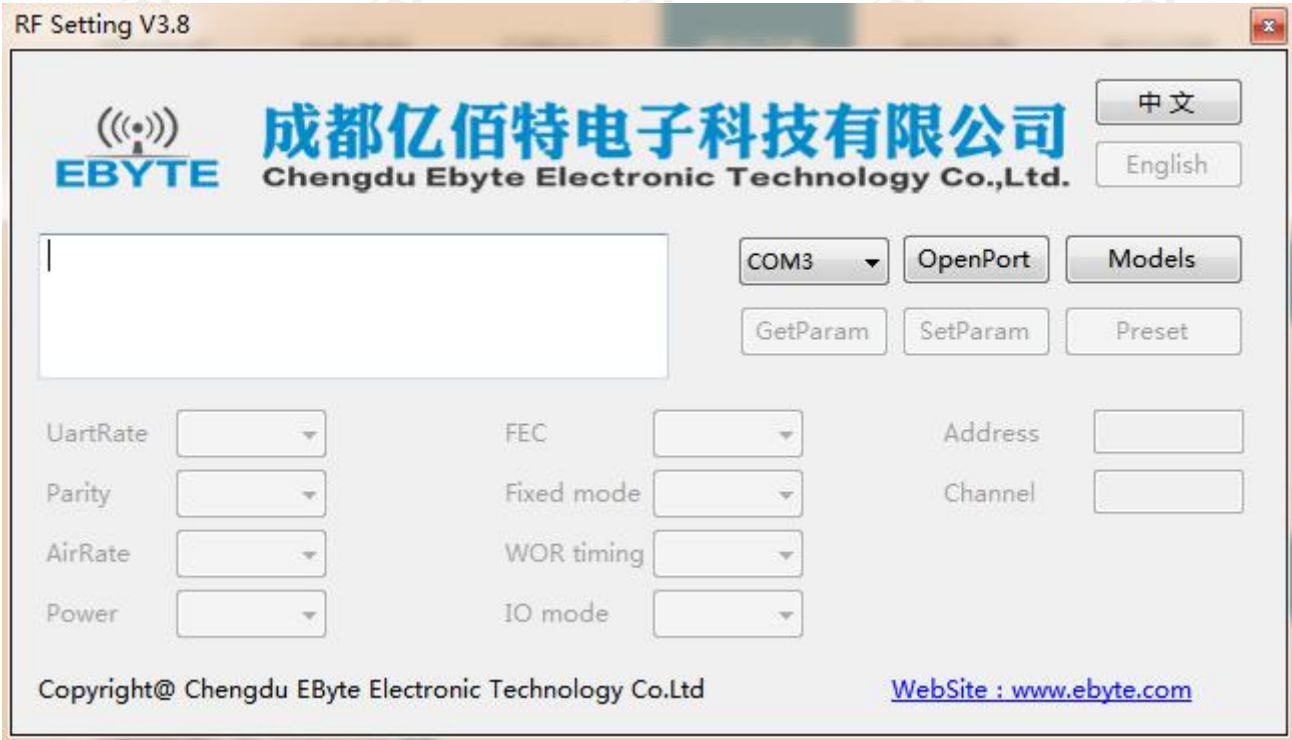 RF Setting V3.8
EBYTE
成都亿佰特电子科技有限公司
Chengdu Ebyte Electronic Technology Co.,Ltd.
中文
English
COM3 OpenPort Models
GetParam SetParam Preset
UartRate FEC Address
Parity Fixed mode Channel
AirRate WOR timing
Power IO mode
Copyright@ Chengdu EByte Electronic Technology Co.Ltd WebSite : www.ebyte.com